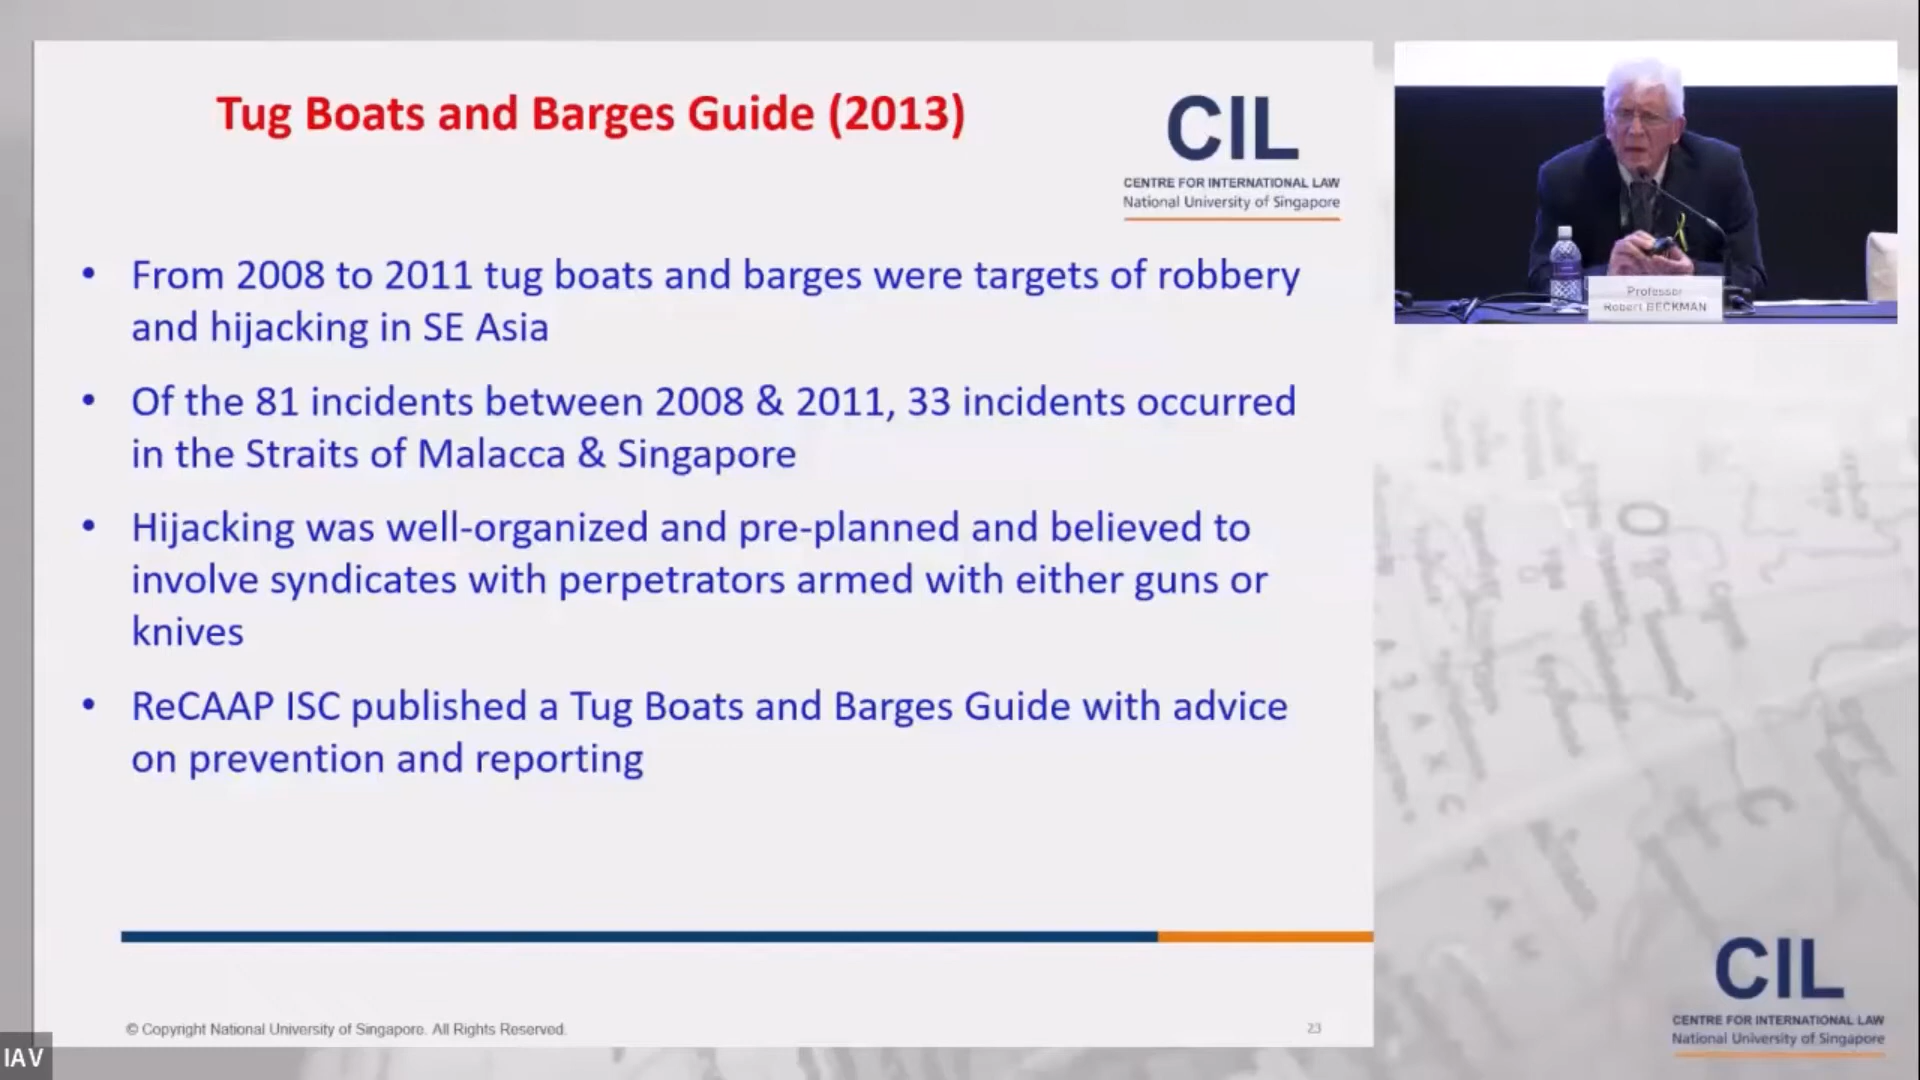 Tug Boats and Barges Guide (2013)
CIL
CENTRE FOR INTERNATIONAL LAW
National University of Singapore
• From 2008 to 2011 tug boats and barges were targets of robbery
and hijacking in SE Asia
• Of the 81 incidents between 2008 & 2011, 33 incidents occurred
in the Straits of Malacca & Singapore
• Hijacking was well-organized and pre-planned and believed to
involve syndicates with perpetrators armed with either guns or
knives
• ReCAAP ISC published a Tug Boats and Barges Guide with advice
on prevention and reporting
© Copyright National University of Singapore. All Rights Reserved.
23
Professor
Robert BECKMAN
CIL
CENTRE FOR INTERNATIONAL LAW
National University of Singapore
IAV